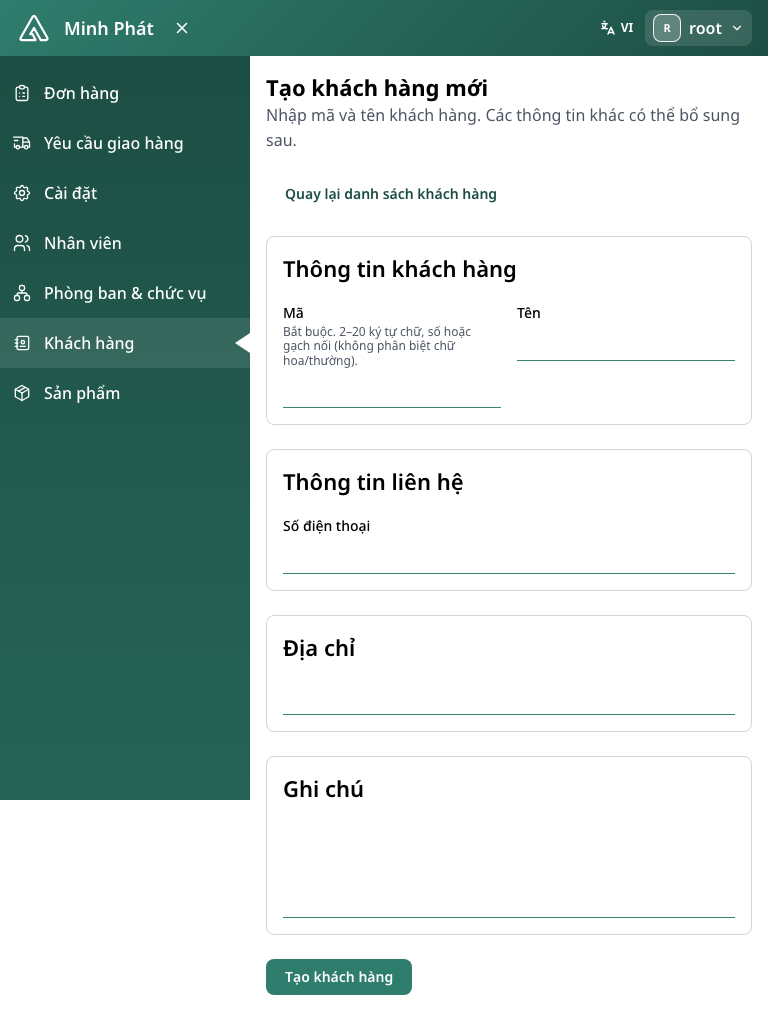 Minh Phát
VI
R
root
Đơn hàng
Yêu cầu giao hàng
Cài đặt
Nhân viên
Phòng ban & chức vụ
Khách hàng
Sản phẩm
Tạo khách hàng mới
Nhập mã và tên khách hàng. Các thông tin khác có thể bổ sung
sau.
Quay lại danh sách khách hàng
Thông tin khách hàng
Mã
Bắt buộc. 2–20 ký tự chữ, số hoặc
gạch nối (không phân biệt chữ
hoa/thường).
Tên
Thông tin liên hệ
Số điện thoại
Địa chỉ
Ghi chú
Tạo khách hàng